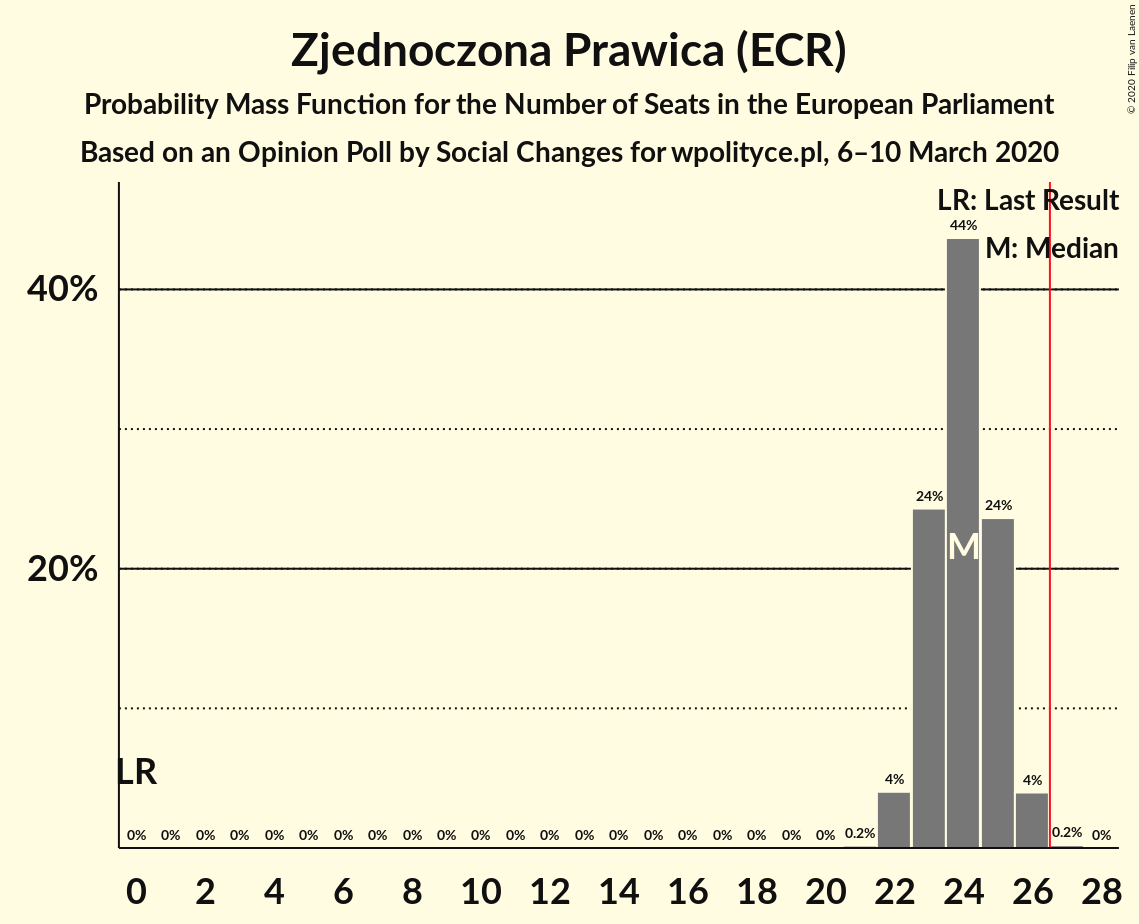 Zjednoczona Prawica (ECR)
Probability Mass Function for the Number of Seats in the European Parliament
Based on an Opinion Poll by Social Changes for wpolityce.pl, 6–10 March 2020
© 2020 Filip van Laenen
LR: Last Result
M: Median
44%
40%
24%
24%
M
20%
LR
4%
4%
0% 0% 0% 0% 0% 0% 0% 0% 0% 0% 0% 0% 0% 0% 0% 0% 0% 0% 0% 0% 0% 0.2% 0.2% 0%
0 2 4 6 8 10 12 14 16 18 20 22 24 26 28